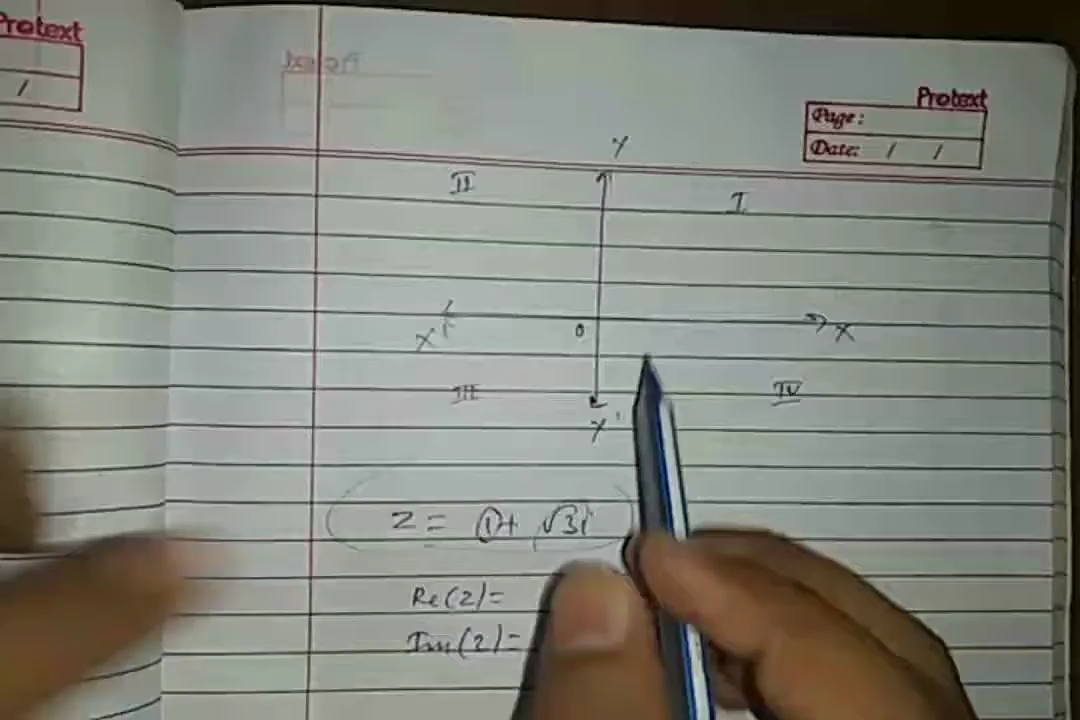 Protext
/
Protext
Page:
Date: / /
Y
II
I
X'
0
X
III
IV
Y'
Z = 1 + √3i
Re(Z) =
Im(Z) =